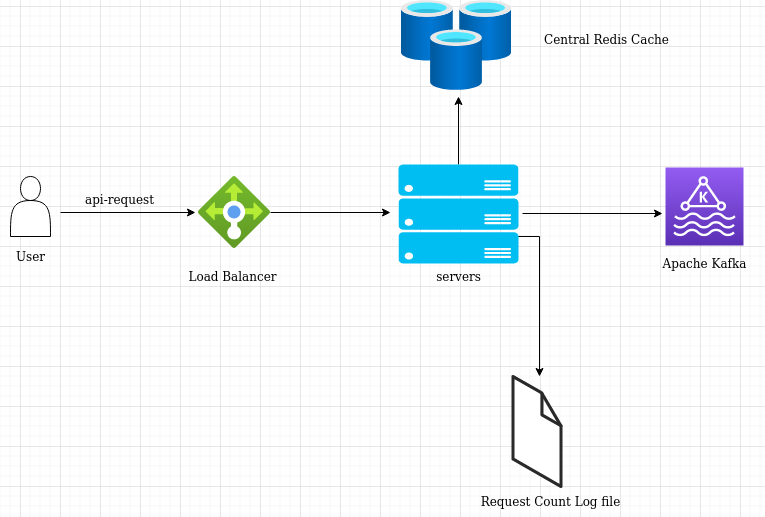 Central Redis Cache
api-request
K
User
Load Balancer
servers
Apache Kafka
Request Count Log file